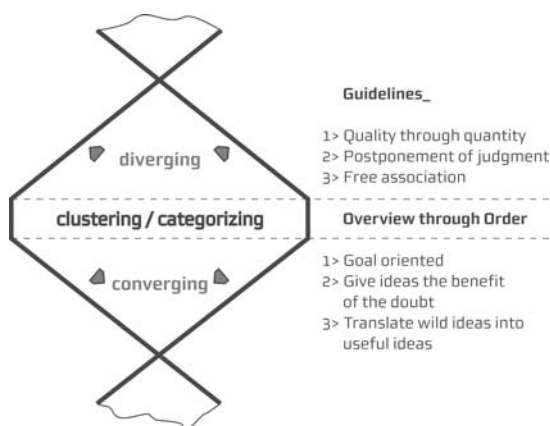 Guidelines_
1> Quality through quantity
2> Postponement of judgment
3> Free association
diverging
clustering / categorizing
Overview through Order
converging
1> Goal oriented
2> Give ideas the benefit
of the doubt
3> Translate wild ideas into
useful ideas